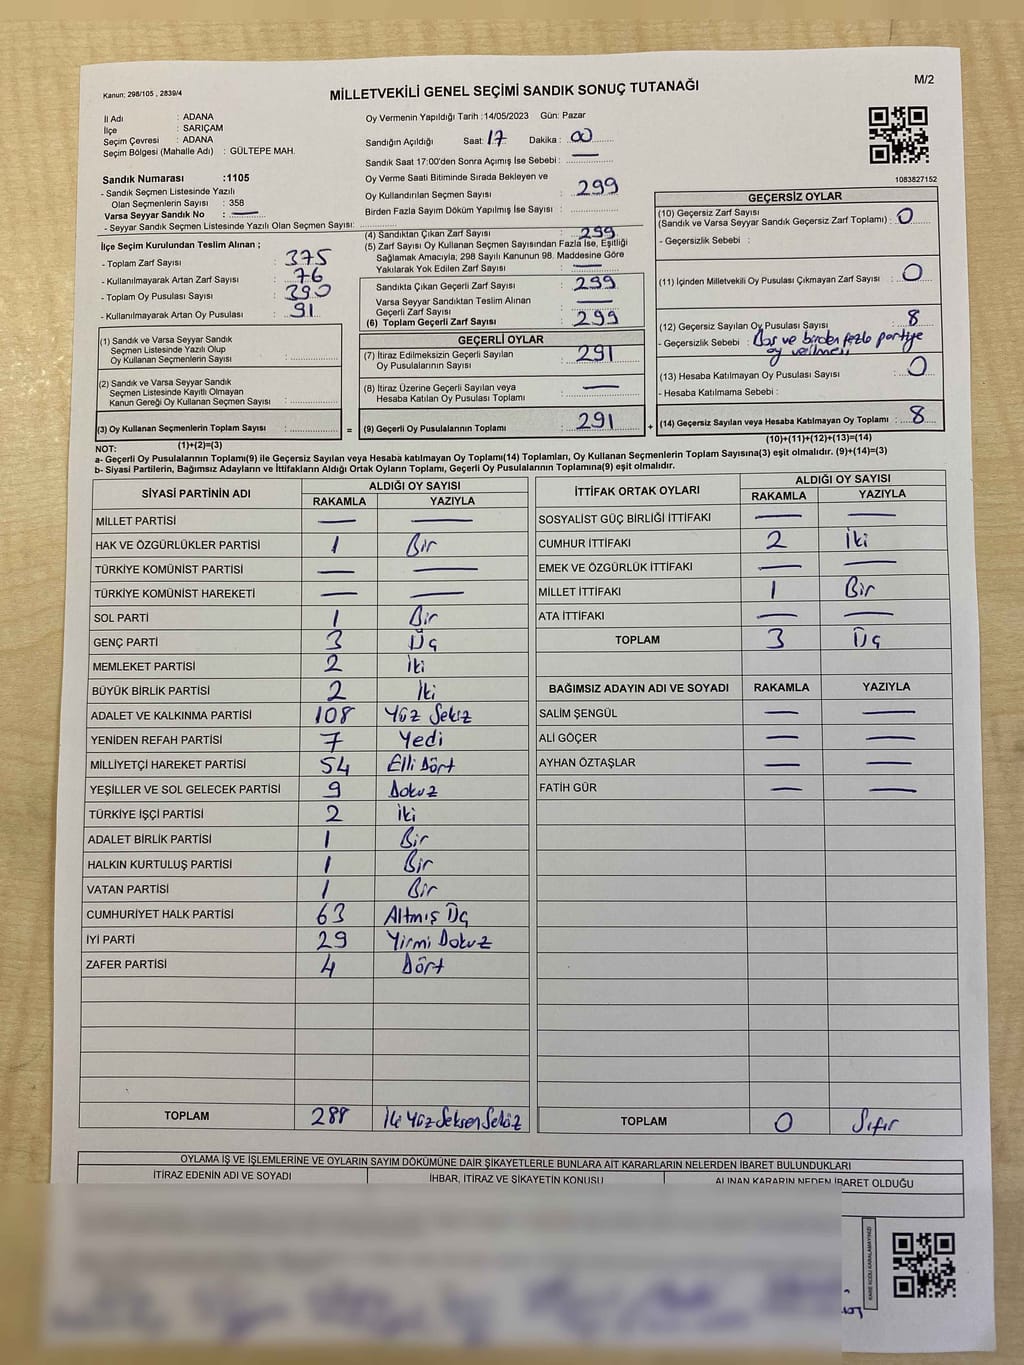 Kanun: 298/105 , 2839/4
MİLLETVEKİLİ GENEL SEÇİMİ SANDIK SONUÇ TUTANAĞI
M/2
İl Adı : ADANA
İlçe : SARIÇAM
Seçim Çevresi : ADANA
Seçim Bölgesi (Mahalle Adı) : GÜLTEPE MAH.
Sandık Numarası :1105
- Sandık Seçmen Listesinde Yazılı
Olan Seçmenlerin Sayısı : 358
Varsa Seyyar Sandık No : —
- Seyyar Sandık Seçmen Listesinde Yazılı Olan Seçmen Sayısı:
Oy Vermenin Yapıldığı Tarih :14/05/2023 Gün: Pazar
Sandığın Açıldığı Saat: 17 Dakika : 00
Sandık Saat 17:00'den Sonra Açımış İse Sebebi : —
Oy Verme Saati Bitiminde Sırada Bekleyen ve
Oy Kullandırılan Seçmen Sayısı : 299
Birden Fazla Sayım Döküm Yapılmış İse Sayısı :
1083827152
İlçe Seçim Kurulundan Teslim Alınan ;
- Toplam Zarf Sayısı : 375
- Kullanılmayarak Artan Zarf Sayısı : 76
- Toplam Oy Pusulası Sayısı : 390
- Kullanılmayarak Artan Oy Pusulası : 91
(1) Sandık ve Varsa Seyyar Sandık
Seçmen Listesinde Yazılı Olup
Oy Kullanan Seçmenlerin Sayısı :
(2) Sandık ve Varsa Seyyar Sandık
Seçmen Listesinde Kayıtlı Olmayan
Kanun Gereği Oy Kullanan Seçmen Sayısı :
(3) Oy Kullanan Seçmenlerin Toplam Sayısı :
(1)+(2)=(3)
(4) Sandıktan Çıkan Zarf Sayısı : 299
(5) Zarf Sayısı Oy Kullanan Seçmen Sayısından Fazla İse, Eşitliği
Sağlamak Amacıyla; 298 Sayılı Kanunun 98. Maddesine Göre
Yakılarak Yok Edilen Zarf Sayısı : —
Sandıkta Çıkan Geçerli Zarf Sayısı : 299
Varsa Seyyar Sandıktan Teslim Alınan
Geçerli Zarf Sayısı : —
(6) Toplam Geçerli Zarf Sayısı : 299
GEÇERLİ OYLAR
(7) İtiraz Edilmeksizin Geçerli Sayılan
Oy Pusulalarının Sayısı : 291
(8) İtiraz Üzerine Geçerli Sayılan veya
Hesaba Katılan Oy Pusulası Toplamı : —
= (9) Geçerli Oy Pusulalarının Toplamı : 291
GEÇERSİZ OYLAR
(10) Geçersiz Zarf Sayısı
(Sandık ve Varsa Seyyar Sandık Geçersiz Zarf Toplamı) : 0
- Geçersizlik Sebebi :
(11) İçinden Milletvekili Oy Pusulası Çıkmayan Zarf Sayısı : 0
(12) Geçersiz Sayılan Oy Pusulası Sayısı : 8
- Geçersizlik Sebebi : Boş ve birden fazla partiye
oy verilmesi
(13) Hesaba Katılmayan Oy Pusulası Sayısı : 0
- Hesaba Katılmama Sebebi :
+ (14) Geçersiz Sayılan veya Hesaba Katılmayan Oy Toplamı : 8
(10)+(11)+(12)+(13)=(14)
NOT:
a- Geçerli Oy Pusulalarının Toplamı(9) ile Geçersiz Sayılan veya Hesaba katılmayan Oy Toplamı(14) Toplamları, Oy Kullanan Seçmenlerin Toplam Sayısına(3) eşit olmalıdır. (9)+(14)=(3)
b- Siyasi Partilerin, Bağımsız Adayların ve İttifakların Aldığı Ortak Oyların Toplamı, Geçerli Oy Pusulalarının Toplamına(9) eşit olmalıdır.
SİYASİ PARTİNİN ADI ALDIĞI OY SAYISI
RAKAMLA YAZIYLA
MİLLET PARTİSİ — —
HAK VE ÖZGÜRLÜKLER PARTİSİ 1 Bir
TÜRKİYE KOMÜNİST PARTİSİ — —
TÜRKİYE KOMÜNİST HAREKETİ — —
SOL PARTİ 1 Bir
GENÇ PARTİ 3 Üç
MEMLEKET PARTİSİ 2 İki
BÜYÜK BİRLİK PARTİSİ 2 İki
ADALET VE KALKINMA PARTİSİ 108 Yüz Sekiz
YENİDEN REFAH PARTİSİ 7 Yedi
MİLLİYETÇİ HAREKET PARTİSİ 54 Elli Dört
YEŞİLLER VE SOL GELECEK PARTİSİ 9 Dokuz
TÜRKİYE İŞÇİ PARTİSİ 2 İki
ADALET BİRLİK PARTİSİ 1 Bir
HALKIN KURTULUŞ PARTİSİ 1 Bir
VATAN PARTİSİ 1 Bir
CUMHURİYET HALK PARTİSİ 63 Altmış Üç
İYİ PARTİ 29 Yirmi Dokuz
ZAFER PARTİSİ 4 Dört
TOPLAM 288 İki Yüz Seksen Sekiz
İTTİFAK ORTAK OYLARI ALDIĞI OY SAYISI
RAKAMLA YAZIYLA
SOSYALİST GÜÇ BİRLİĞİ İTTİFAKI — —
CUMHUR İTTİFAKI 2 İki
EMEK VE ÖZGÜRLÜK İTTİFAKI — —
MİLLET İTTİFAKI 1 Bir
ATA İTTİFAKI — —
TOPLAM 3 Üç
BAĞIMSIZ ADAYIN ADI VE SOYADI RAKAMLA YAZIYLA
SALİM ŞENGÜL — —
ALİ GÖÇER — —
AYHAN ÖZTAŞLAR — —
FATİH GÜR — —
TOPLAM 0 Sıfır
OYLAMA İŞ VE İŞLEMLERİNE VE OYLARIN SAYIM DÖKÜMÜNE DAİR ŞİKAYETLERLE BUNLARA AİT KARARLARIN NELERDEN İBARET BULUNDUKLARI
İTİRAZ EDENİN ADI VE SOYADI İHBAR, İTİRAZ VE ŞİKAYETİN KONUSU ALINAN KARARIN NEDEN İBARET OLDUĞU
KARE KODU KARALAMAYINIZ!